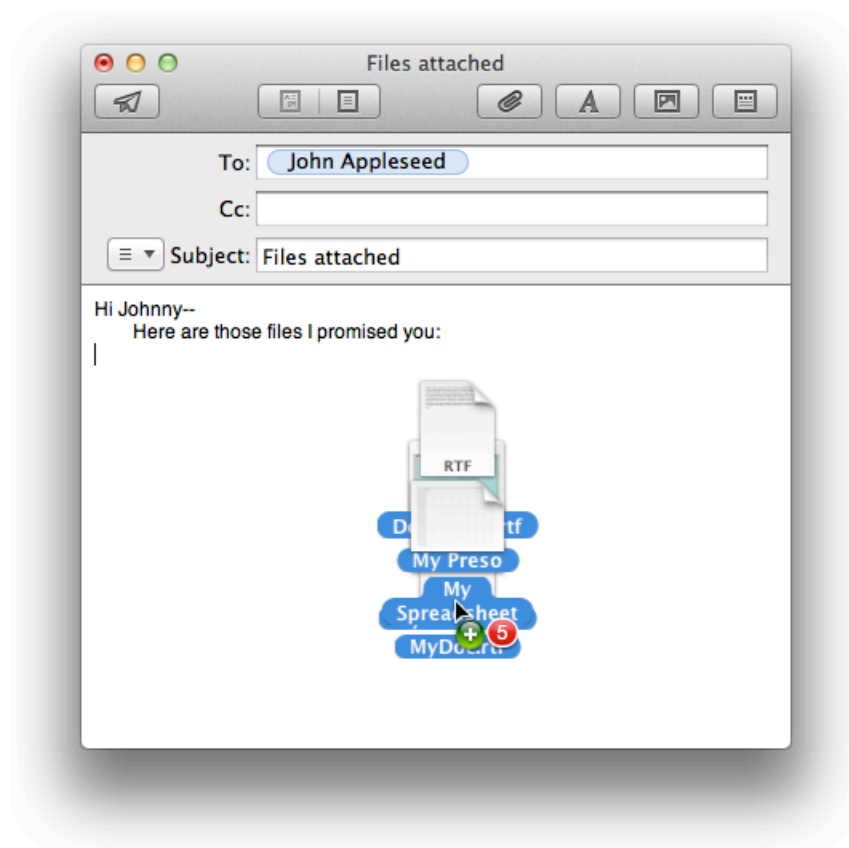 Files attached
To: John Appleseed
Cc:
Subject: Files attached
Hi Johnny--
Here are those files I promised you:
RTF
My Preso
My
Spreadsheet
5